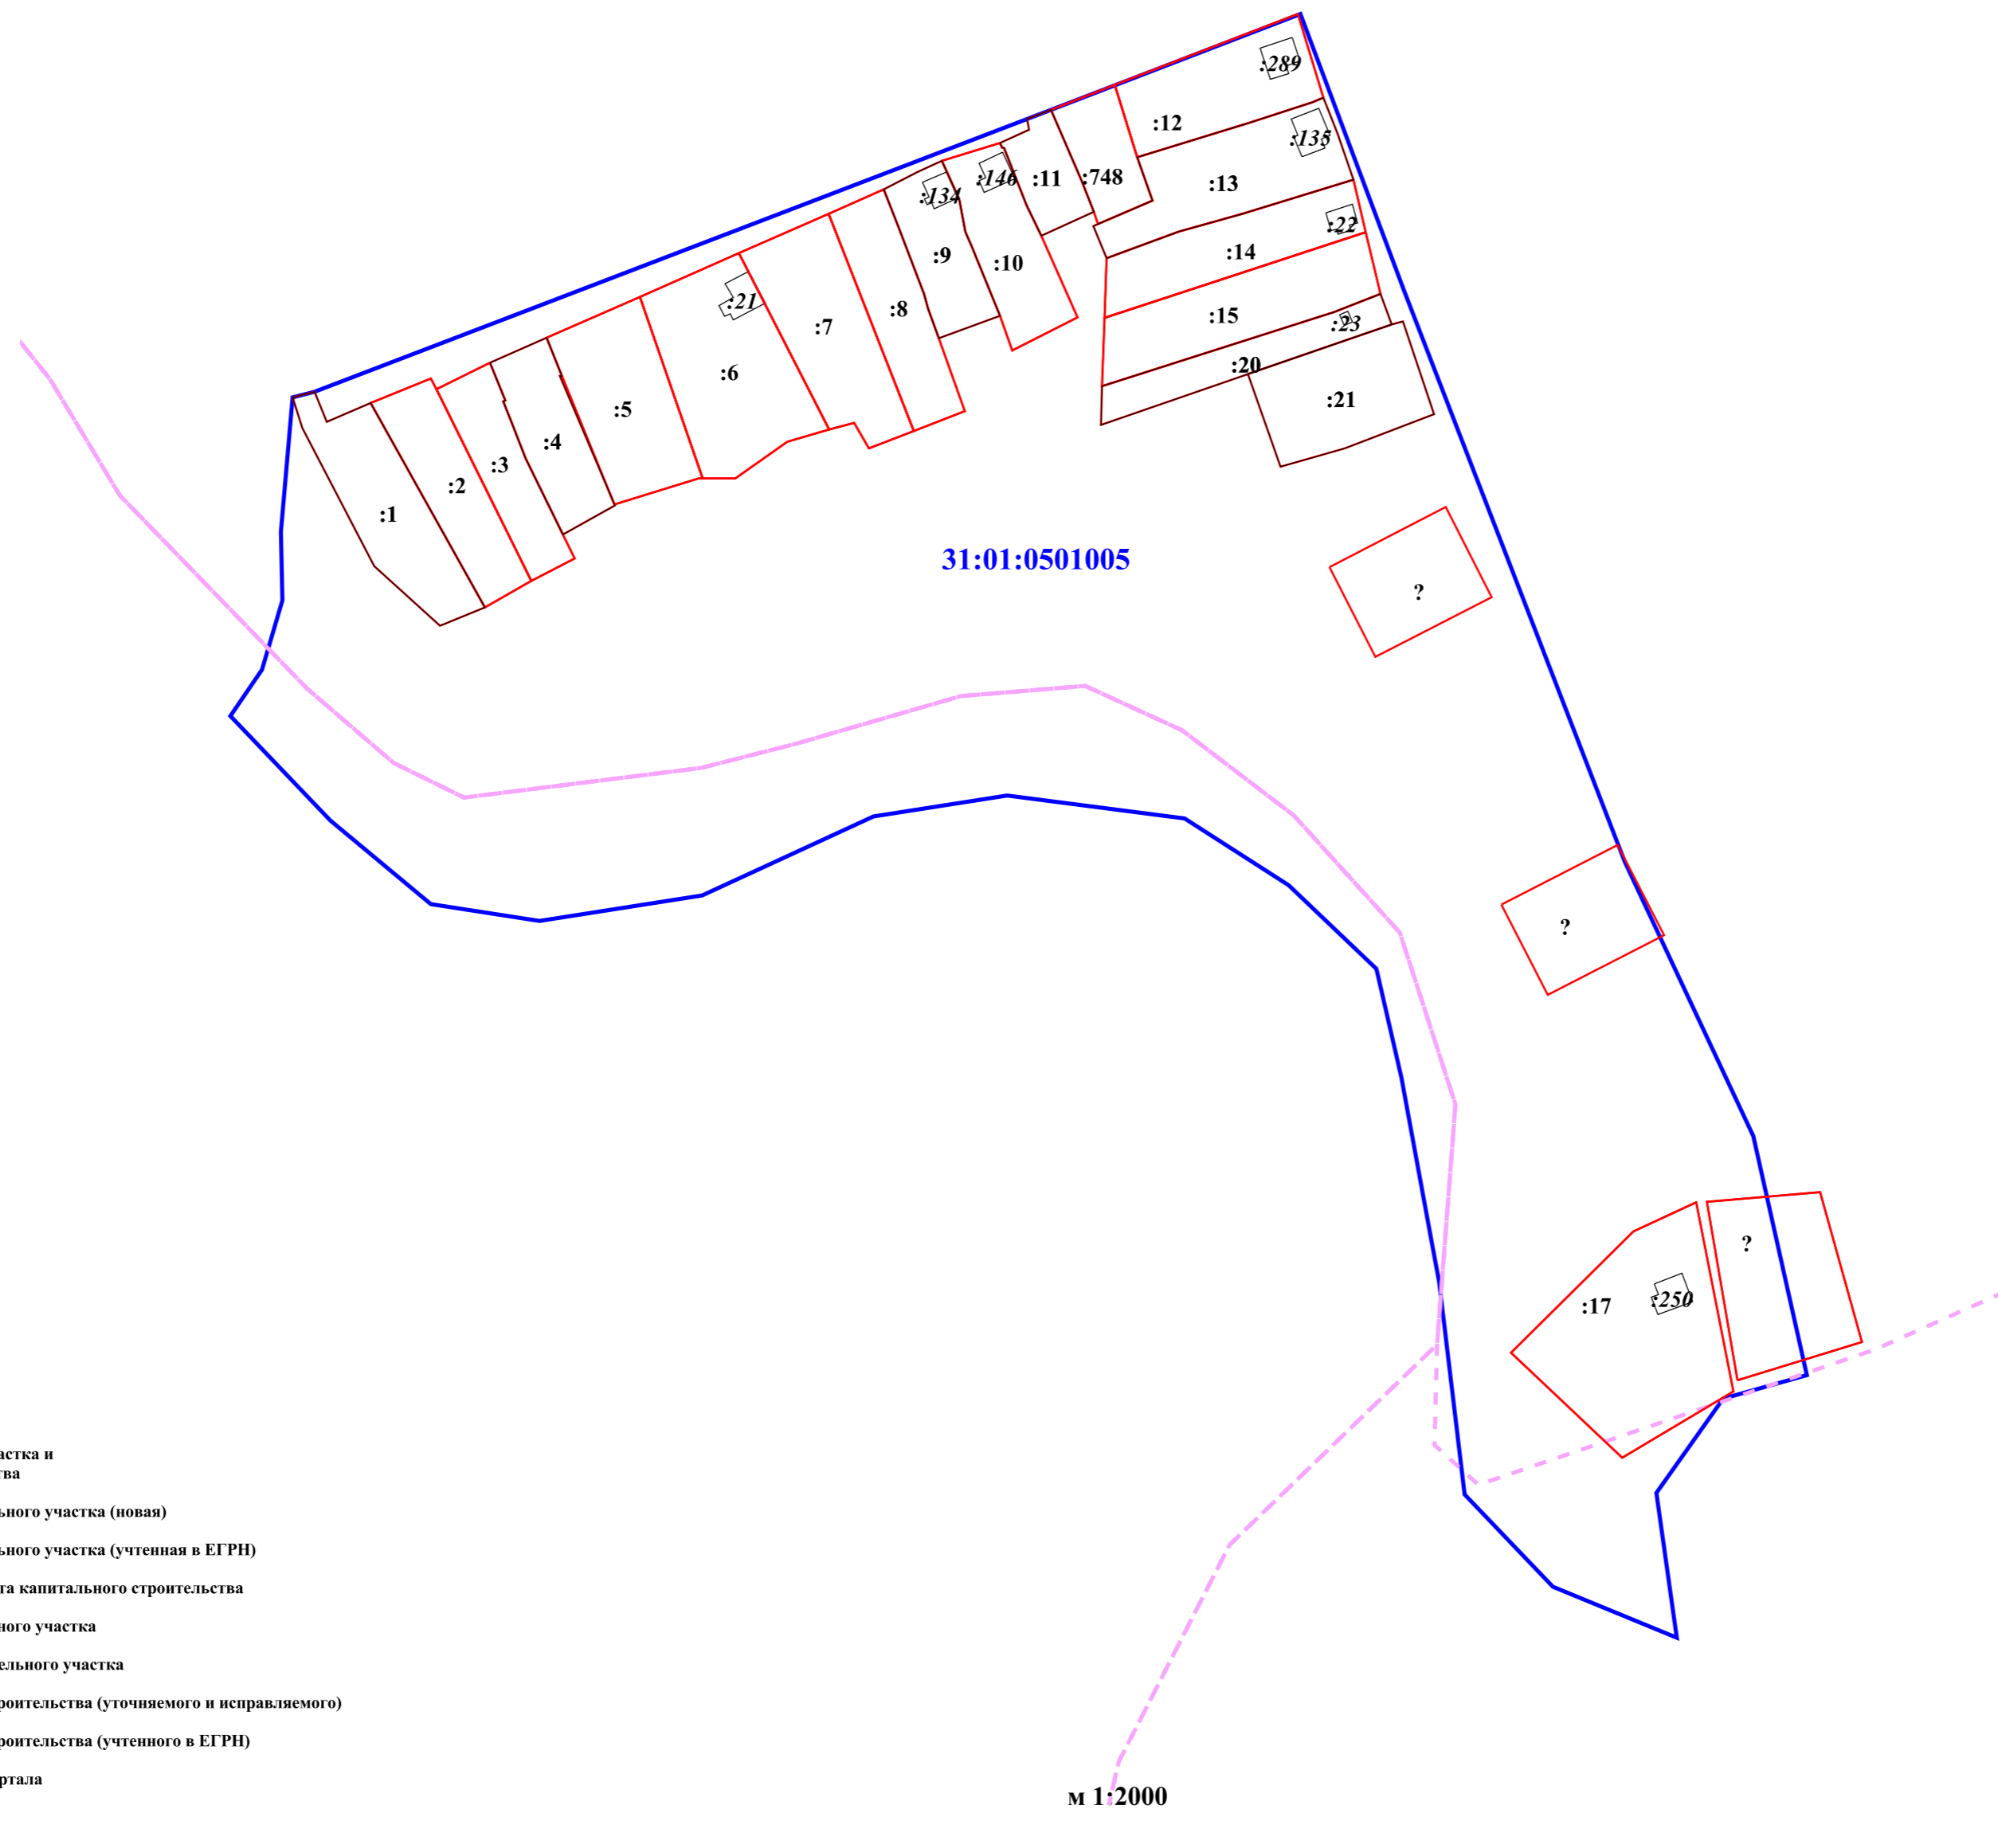 :289
:12
:135
:146
:11
:748
:13
:134
:22
:9
:10
:14
:21
:8
:7
:15
:23
:20
:6
:21
:5
:4
:3
:2
:1
31:01:0501005
?
?
?
:17
:250
астка и
тва
ьного участка (новая)
ьного участка (учтенная в ЕГРН)
та капитального строительства
ного участка
ельного участка
роительства (уточняемого и исправляемого)
роительства (учтенного в ЕГРН)
ртала
м 1:2000